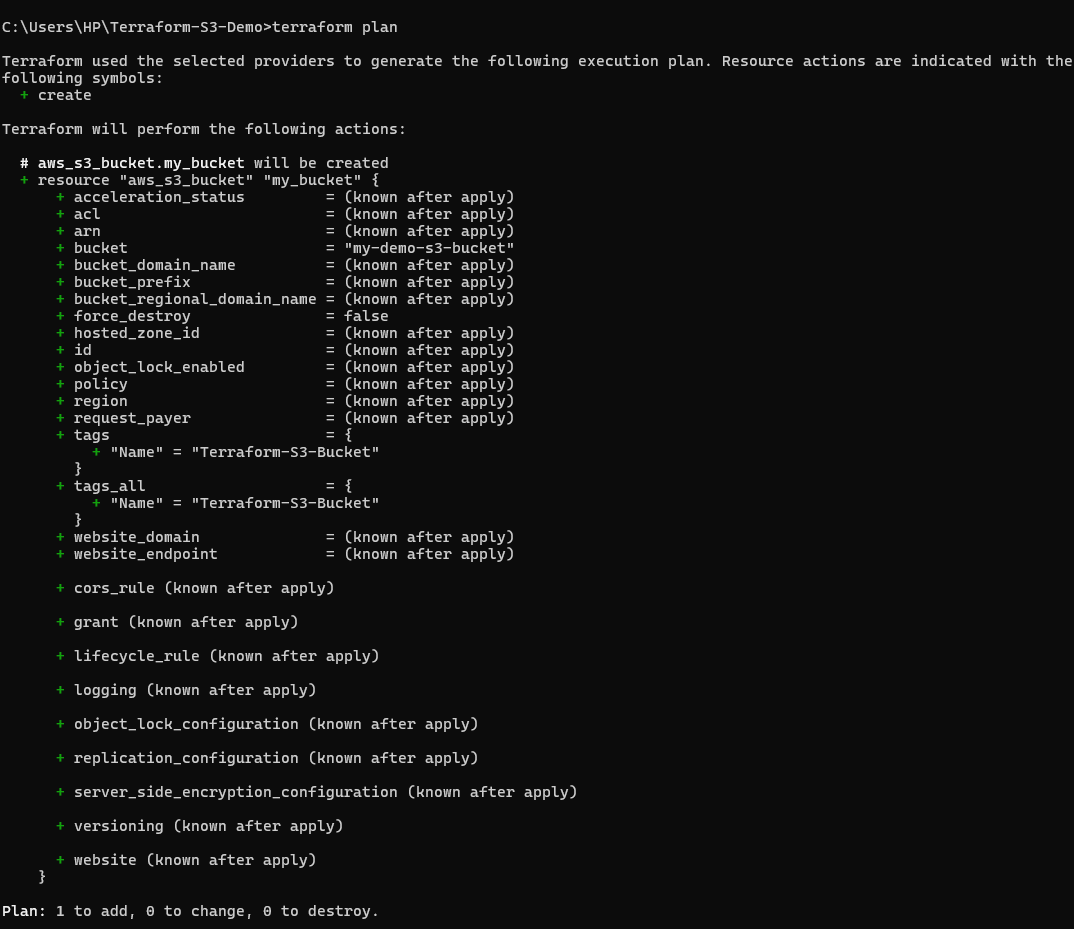 C:\Users\HP\Terraform-S3-Demo>terraform plan
Terraform used the selected providers to generate the following execution plan. Resource actions are indicated with the
following symbols:
  + create
Terraform will perform the following actions:
  # aws_s3_bucket.my_bucket will be created
  + resource "aws_s3_bucket" "my_bucket" {
      + acceleration_status         = (known after apply)
      + acl                         = (known after apply)
      + arn                         = (known after apply)
      + bucket                      = "my-demo-s3-bucket"
      + bucket_domain_name          = (known after apply)
      + bucket_prefix               = (known after apply)
      + bucket_regional_domain_name = (known after apply)
      + force_destroy               = false
      + hosted_zone_id              = (known after apply)
      + id                          = (known after apply)
      + object_lock_enabled         = (known after apply)
      + policy                      = (known after apply)
      + region                      = (known after apply)
      + request_payer               = (known after apply)
      + tags                        = {
          + "Name" = "Terraform-S3-Bucket"
        }
      + tags_all                    = {
          + "Name" = "Terraform-S3-Bucket"
        }
      + website_domain              = (known after apply)
      + website_endpoint            = (known after apply)
      + cors_rule (known after apply)
      + grant (known after apply)
      + lifecycle_rule (known after apply)
      + logging (known after apply)
      + object_lock_configuration (known after apply)
      + replication_configuration (known after apply)
      + server_side_encryption_configuration (known after apply)
      + versioning (known after apply)
      + website (known after apply)
    }
Plan: 1 to add, 0 to change, 0 to destroy.